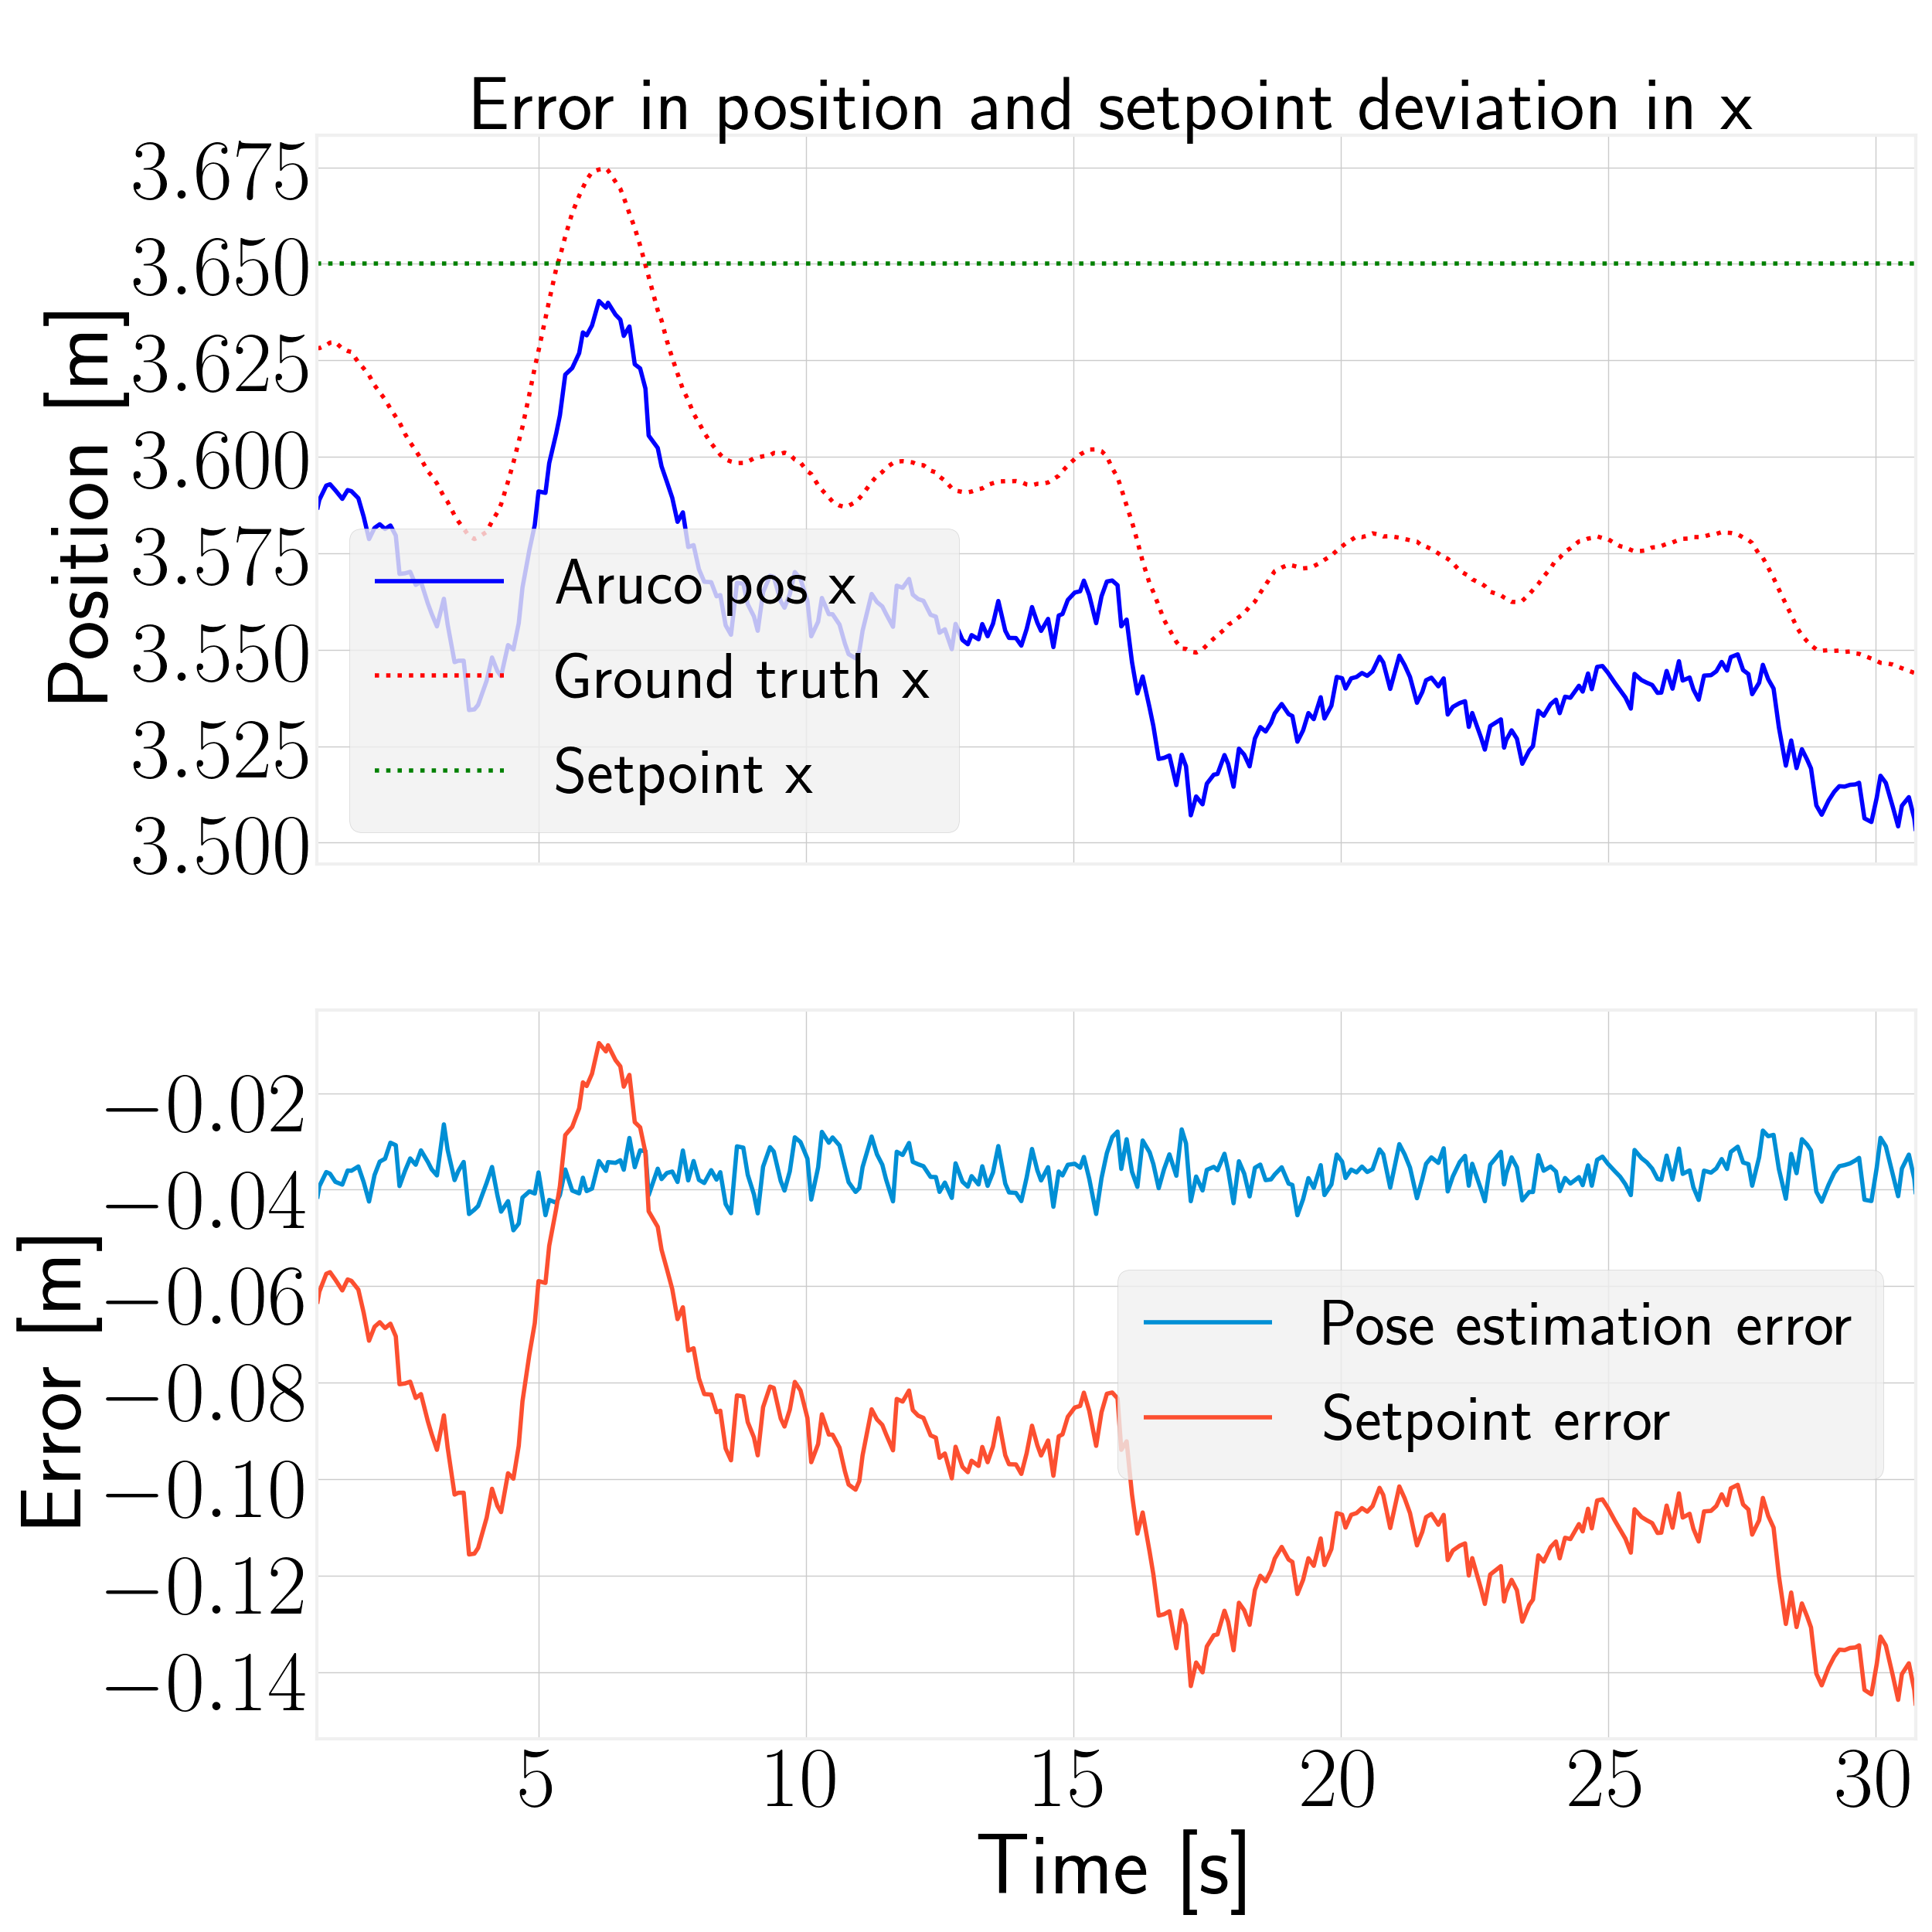 Error in position and setpoint deviation in x
Position [m]
3.675
3.650
3.625
3.600
3.575
3.550
3.525
3.500
Aruco pos x
Ground truth x
Setpoint x
Error [m]
−0.02
−0.04
−0.06
−0.08
−0.10
−0.12
−0.14
Pose estimation error
Setpoint error
5 10 15 20 25 30
Time [s]